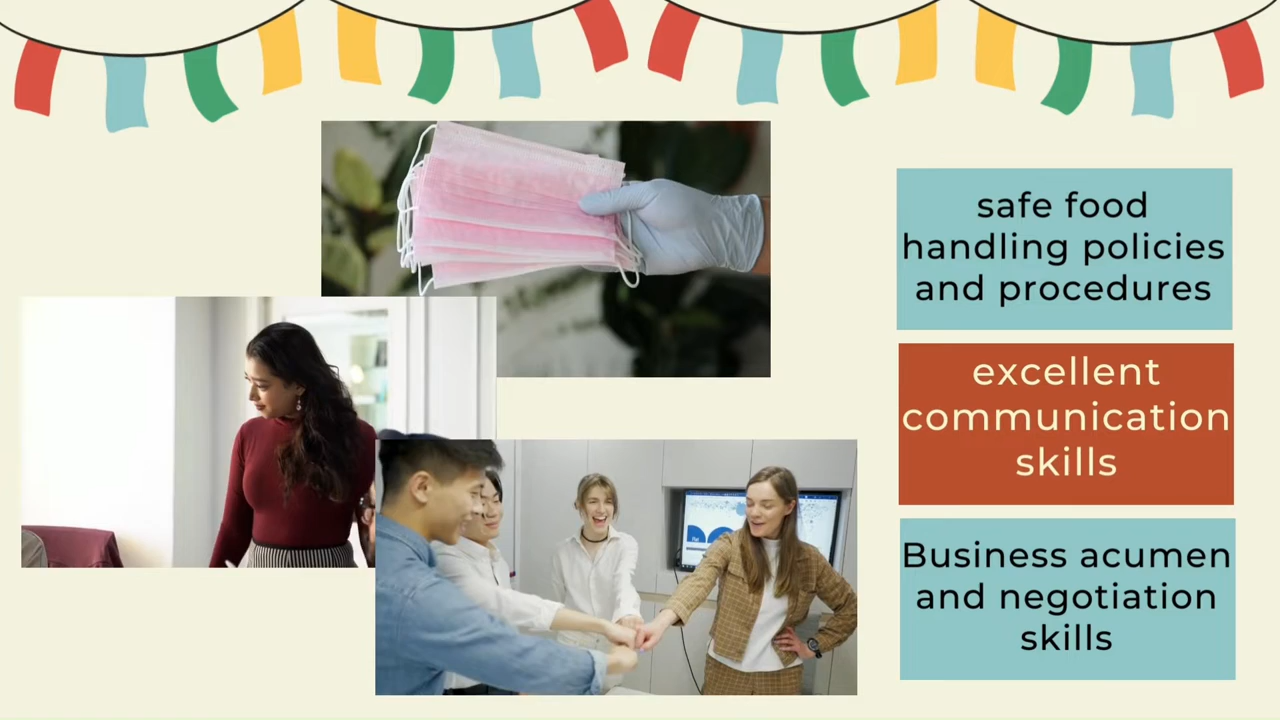 safe food
handling policies
and procedures
excellent
communication
skills
Business acumen
and negotiation
skills